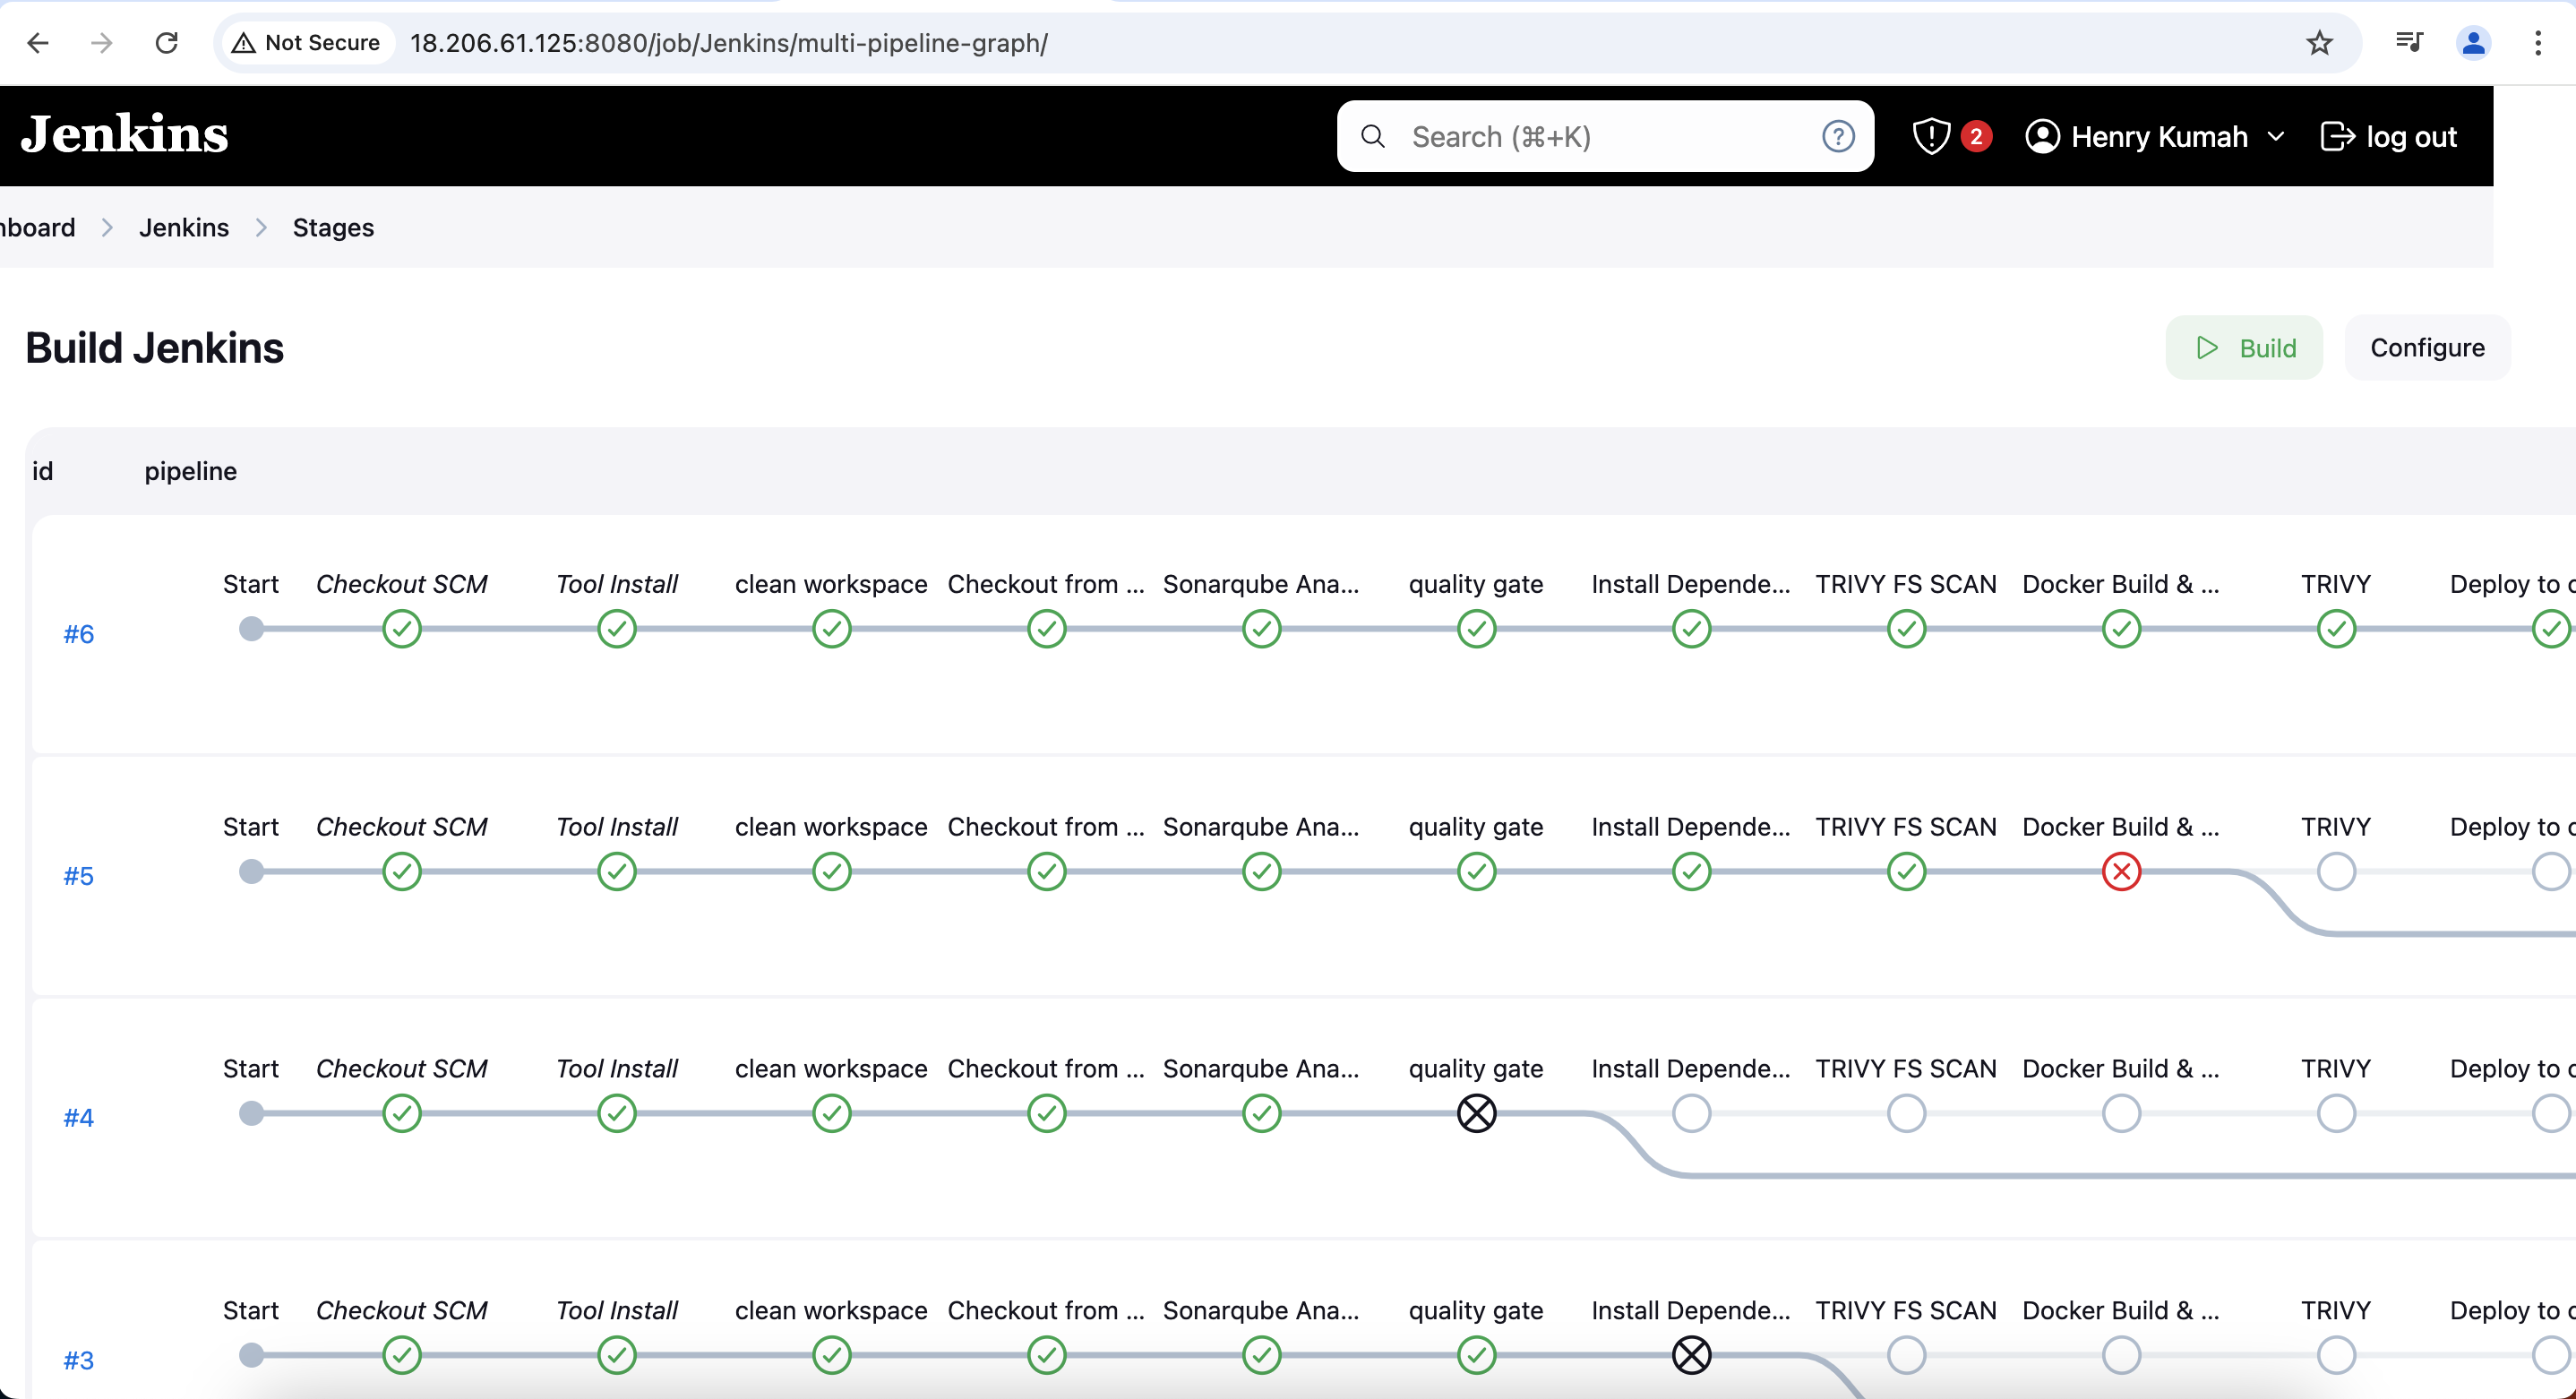 Not Secure 18.206.61.125:8080/job/Jenkins/multi-pipeline-graph/
Jenkins Search (⌘+K) ? 2 Henry Kumah log out
nboard Jenkins Stages
Build Jenkins Build Configure
id pipeline
Start Checkout SCM Tool Install clean workspace Checkout from ... Sonarqube Ana... quality gate Install Depende... TRIVY FS SCAN Docker Build & ... TRIVY Deploy to c
#6
Start Checkout SCM Tool Install clean workspace Checkout from ... Sonarqube Ana... quality gate Install Depende... TRIVY FS SCAN Docker Build & ... TRIVY Deploy to c
#5
Start Checkout SCM Tool Install clean workspace Checkout from ... Sonarqube Ana... quality gate Install Depende... TRIVY FS SCAN Docker Build & ... TRIVY Deploy to c
#4
Start Checkout SCM Tool Install clean workspace Checkout from ... Sonarqube Ana... quality gate Install Depende... TRIVY FS SCAN Docker Build & ... TRIVY Deploy to c
#3